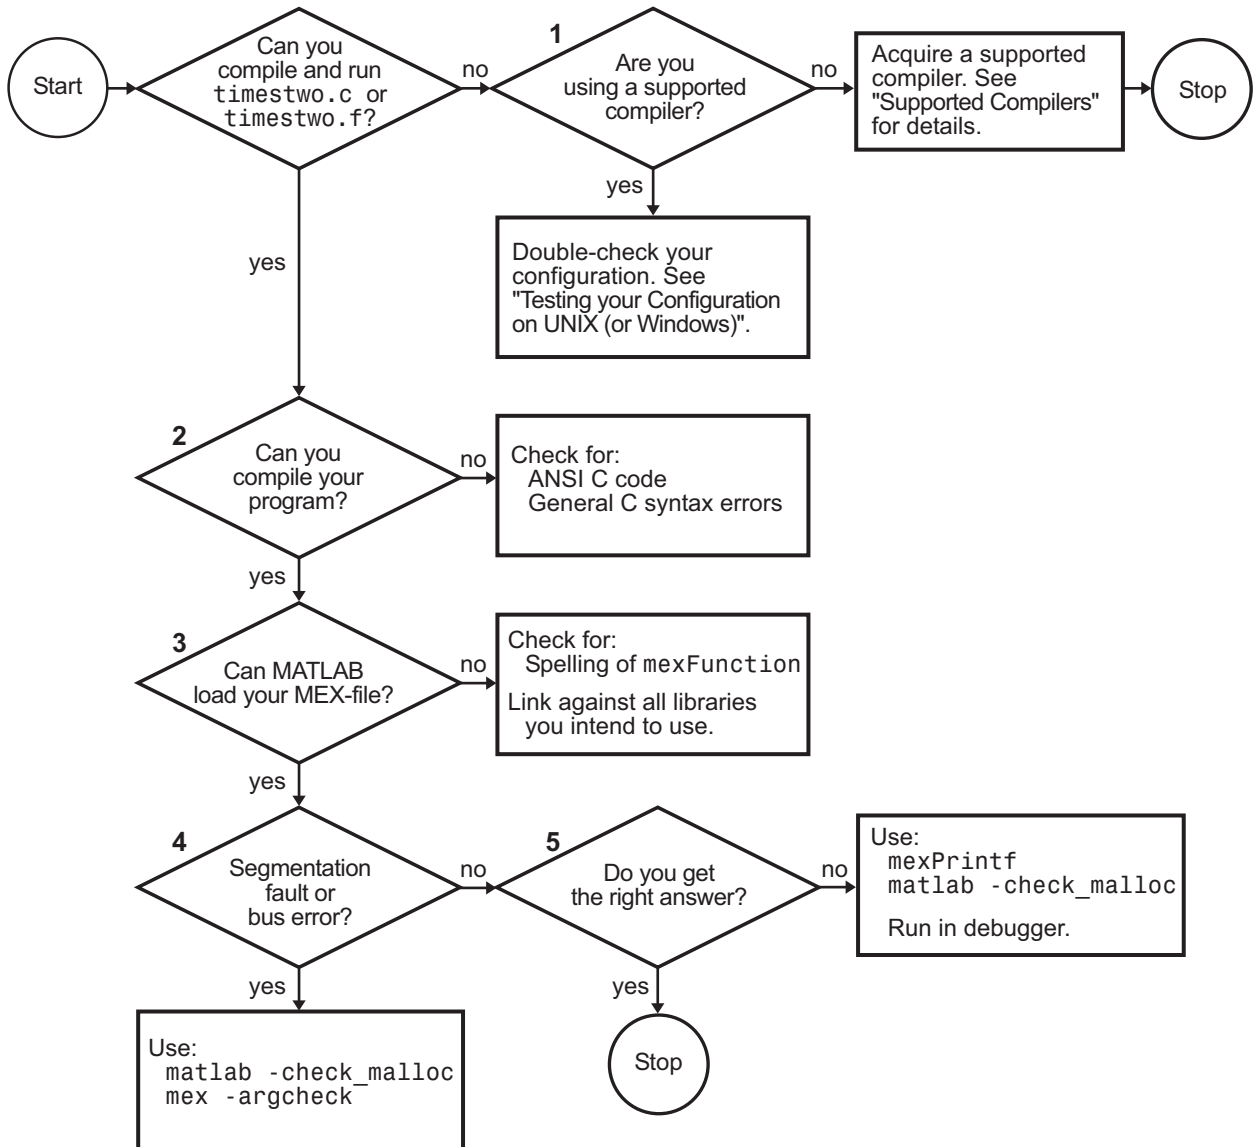 Start
Can you
compile and run
timestwo.c or
timestwo.f?
no
1
Are you
using a supported
compiler?
no
Acquire a supported
compiler. See
"Supported Compilers"
for details.
Stop
yes
Double-check your
configuration. See
"Testing your Configuration
on UNIX (or Windows)".
yes
2
Can you
compile your
program?
no
Check for:
ANSI C code
General C syntax errors
yes
3
Can MATLAB
load your MEX-file?
no
Check for:
Spelling of mexFunction
Link against all libraries
you intend to use.
yes
4
Segmentation
fault or
bus error?
no
5
Do you get
the right answer?
no
Use:
mexPrintf
matlab -check_malloc
Run in debugger.
yes
Use:
matlab -check_malloc
mex -argcheck
yes
Stop